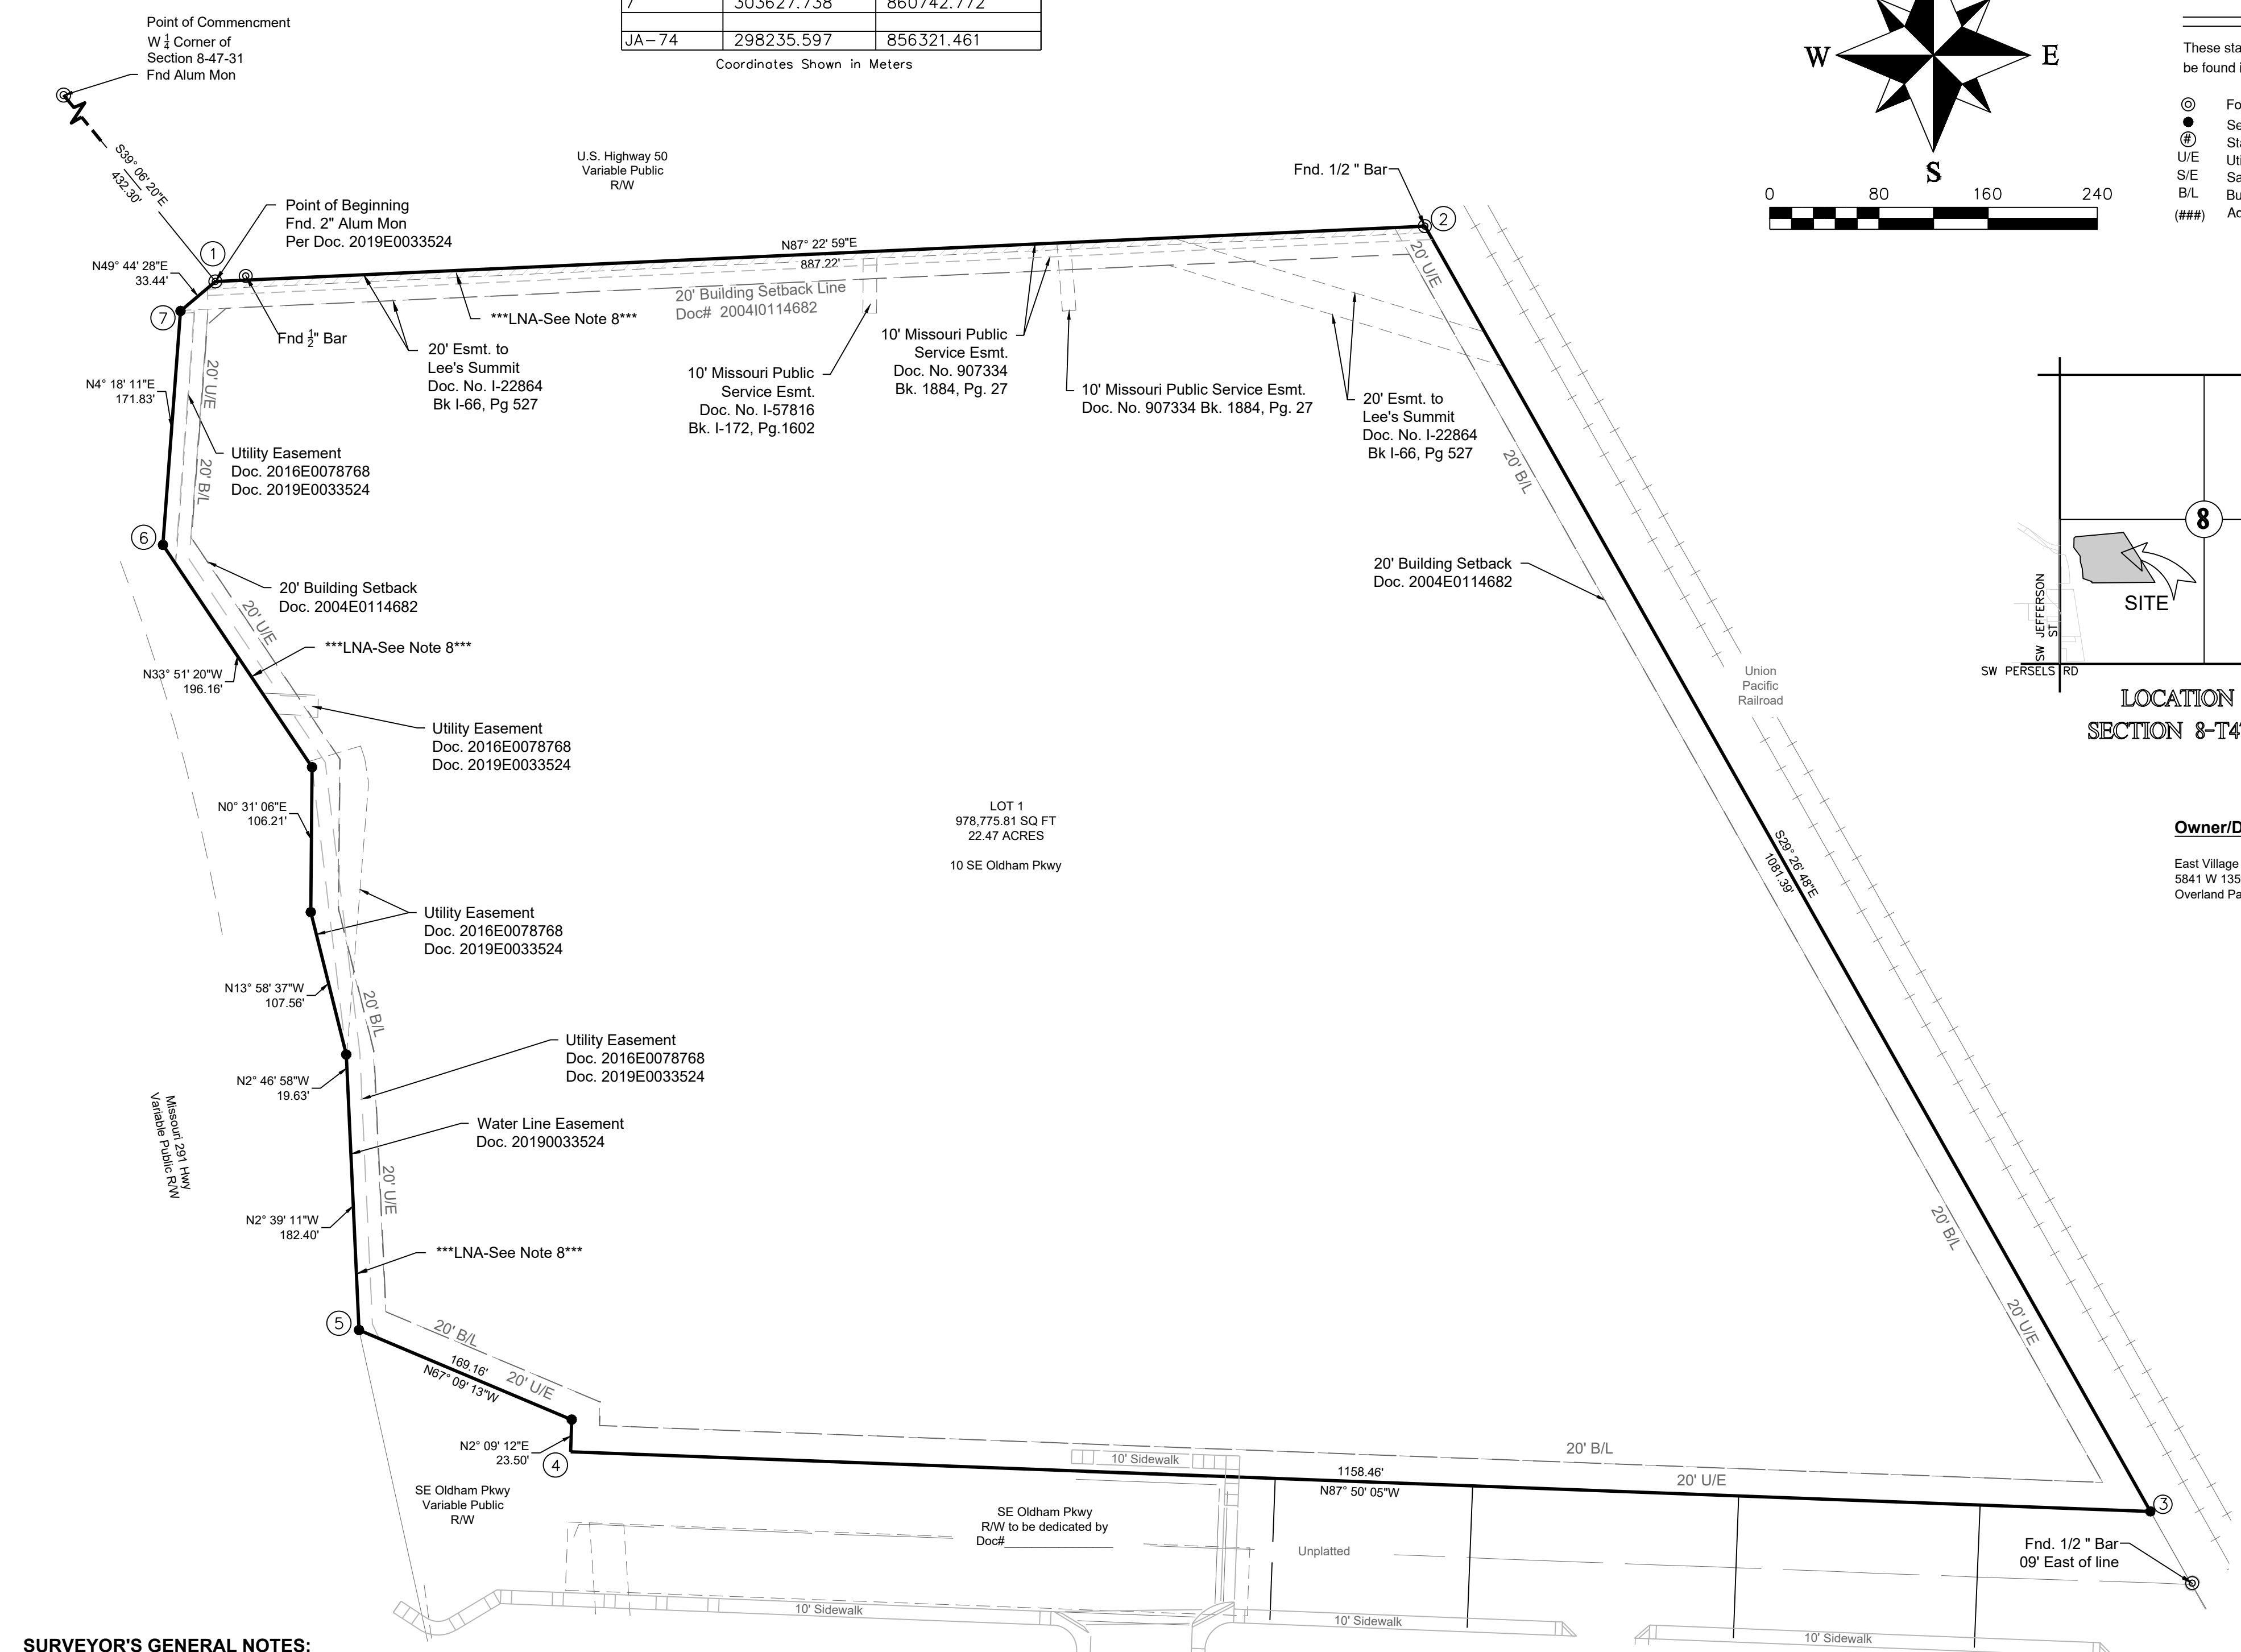 7 303627.738 860742.772
JA-74 298235.597 856321.461
Coordinates Shown in Meters
Point of Commencement
W 1/4 Corner of
Section 8-47-31
Fnd Alum Mon
S39° 06' 20"E
432.30'
U.S. Highway 50
Variable Public
R/W
Fnd. 1/2 " Bar
2
W
E
S
0 80 160 240
These sta
be found i
Fo
Se
# Sta
U/E Uti
S/E Sa
B/L Bu
(###) Ac
Point of Beginning
Fnd. 2" Alum Mon
Per Doc. 2019E0033524
1
N49° 44' 28"E
33.44'
7
Fnd 1/2" Bar
N87° 22' 59"E
887.22'
20' Building Setback Line
Doc# 2004I0114682
***LNA-See Note 8***
20' Esmt. to
Lee's Summit
Doc. No. I-22864
Bk I-66, Pg 527
10' Missouri Public
Service Esmt.
Doc. No. I-57816
Bk. I-172, Pg.1602
10' Missouri Public
Service Esmt.
Doc. No. 907334
Bk. 1884, Pg. 27
10' Missouri Public Service Esmt.
Doc. No. 907334 Bk. 1884, Pg. 27
20' Esmt. to
Lee's Summit
Doc. No. I-22864
Bk I-66, Pg 527
20' U/E
20' B/L
N4° 18' 11"E
171.83'
20' U/E
20' B/L
Utility Easement
Doc. 2016E0078768
Doc. 2019E0033524
6
20' Building Setback
Doc. 2004E0114682
20' U/E
***LNA-See Note 8***
N33° 51' 20"W
196.16'
Utility Easement
Doc. 2016E0078768
Doc. 2019E0033524
20' Building Setback
Doc. 2004E0114682
Union
Pacific
Railroad
8
SITE
SW JEFFERSON
ST
SW PERSELS RD
LOCATION
SECTION 8-T4
N0° 31' 06"E
106.21'
LOT 1
978,775.81 SQ FT
22.47 ACRES
10 SE Oldham Pkwy
S29° 26' 48"E
1081.39'
Owner/D
East Village
5841 W 135
Overland Pa
Utility Easement
Doc. 2016E0078768
Doc. 2019E0033524
N13° 58' 37"W
107.56'
20' B/L
Utility Easement
Doc. 2016E0078768
Doc. 2019E0033524
N2° 46' 58"W
19.63'
Missouri 291 Hwy
Variable Public R/W
Water Line Easement
Doc. 20190033524
20' U/E
N2° 39' 11"W
182.40'
***LNA-See Note 8***
20' B/L
20' U/E
5
20' B/L
169.16'
N67° 09' 13"W
20' U/E
N2° 09' 12"E
23.50'
4
10' Sidewalk
1158.46'
N87° 50' 05"W
20' B/L
20' U/E
3
SE Oldham Pkwy
Variable Public
R/W
SE Oldham Pkwy
R/W to be dedicated by
Doc#
Unplatted
Fnd. 1/2 " Bar
09' East of line
10' Sidewalk
10' Sidewalk
10' Sidewalk
SURVEYOR'S GENERAL NOTES: